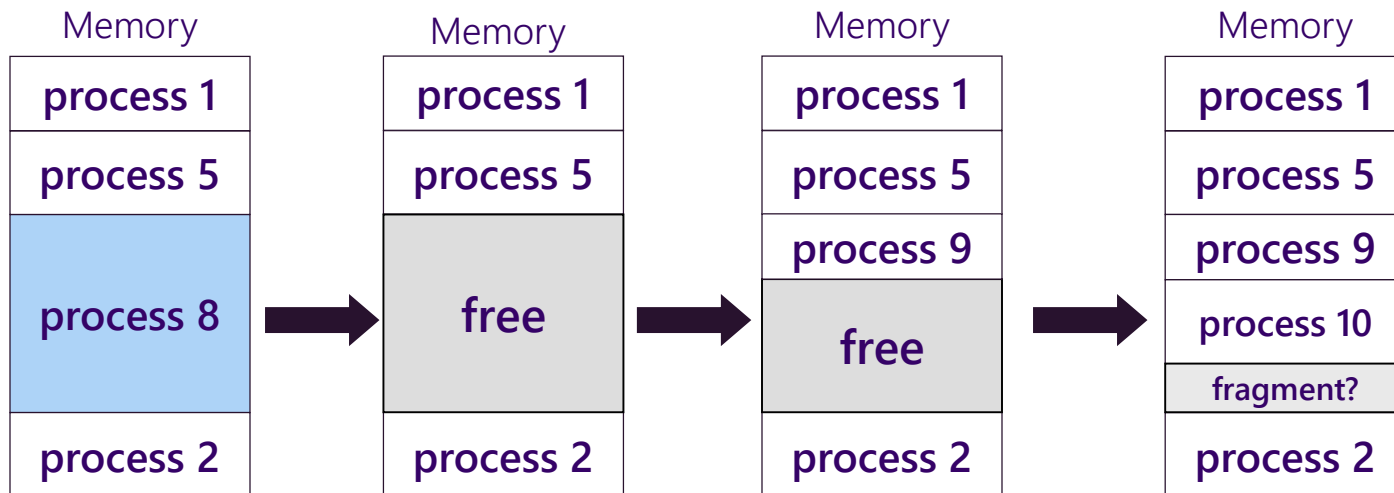 Memory
process 1
process 5
process 8
process 2
Memory
process 1
process 5
free
process 2
Memory
process 1
process 5
process 9
free
process 2
Memory
process 1
process 5
process 9
process 10
fragment?
process 2